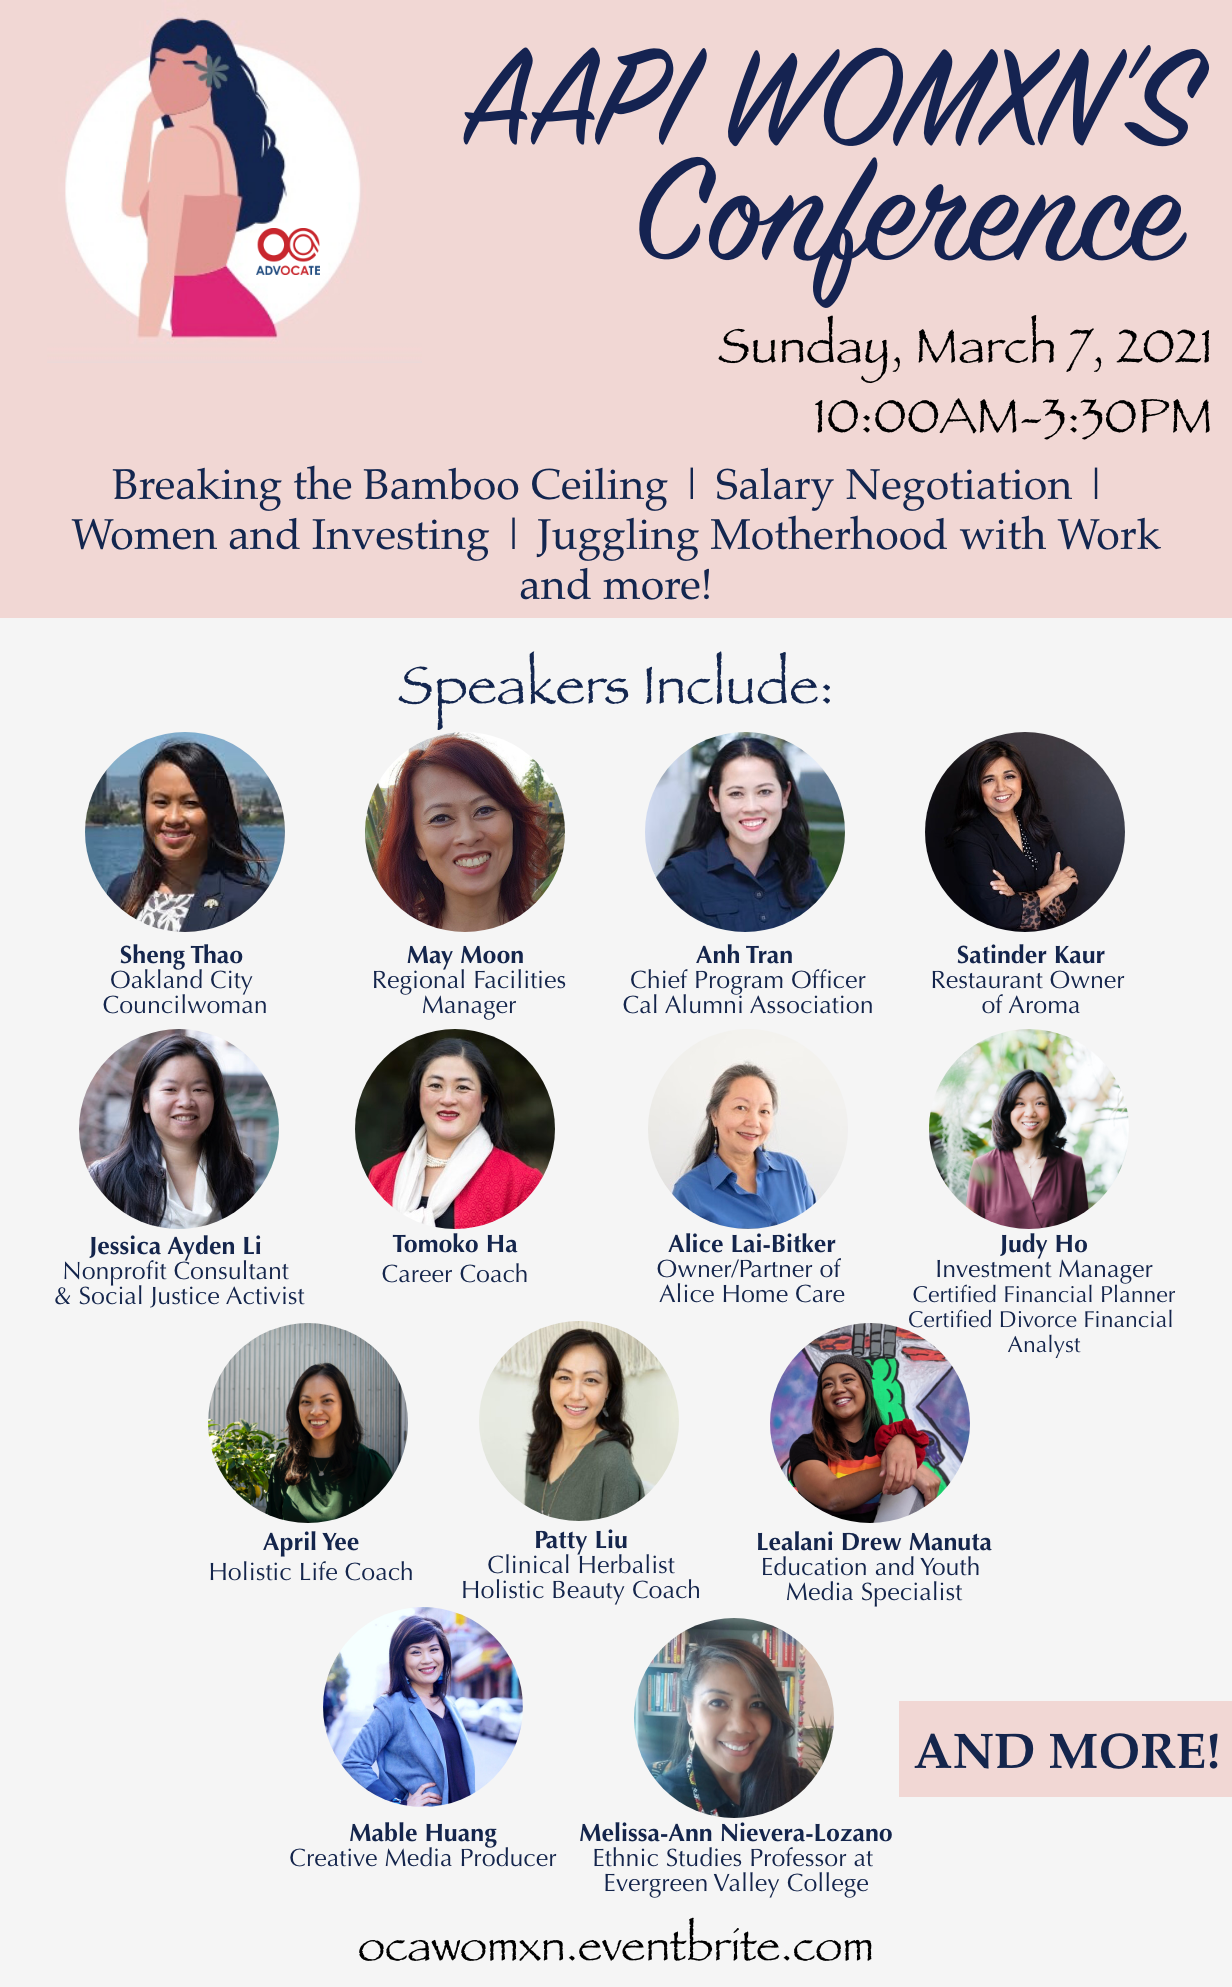 AAPI WOMXN'S
Conference
ADVOCATE
Sunday, March 7, 2021
10:00AM-3:30PM
Breaking the Bamboo Ceiling | Salary Negotiation |
Women and Investing | Juggling Motherhood with Work
and more!
Speakers Include:
Sheng Thao
Oakland City
Councilwoman
May Moon
Regional Facilities
Manager
Anh Tran
Chief Program Officer
Cal Alumni Association
Satinder Kaur
Restaurant Owner
of Aroma
Jessica Ayden Li
Nonprofit Consultant
& Social Justice Activist
Tomoko Ha
Career Coach
Alice Lai-Bitker
Owner/Partner of
Alice Home Care
Judy Ho
Investment Manager
Certified Financial Planner
Certified Divorce Financial
Analyst
April Yee
Holistic Life Coach
Patty Liu
Clinical Herbalist
Holistic Beauty Coach
Lealani Drew Manuta
Education and Youth
Media Specialist
Mable Huang
Creative Media Producer
Melissa-Ann Nievera-Lozano
Ethnic Studies Professor at
Evergreen Valley College
AND MORE!
ocawomxn.eventbrite.com